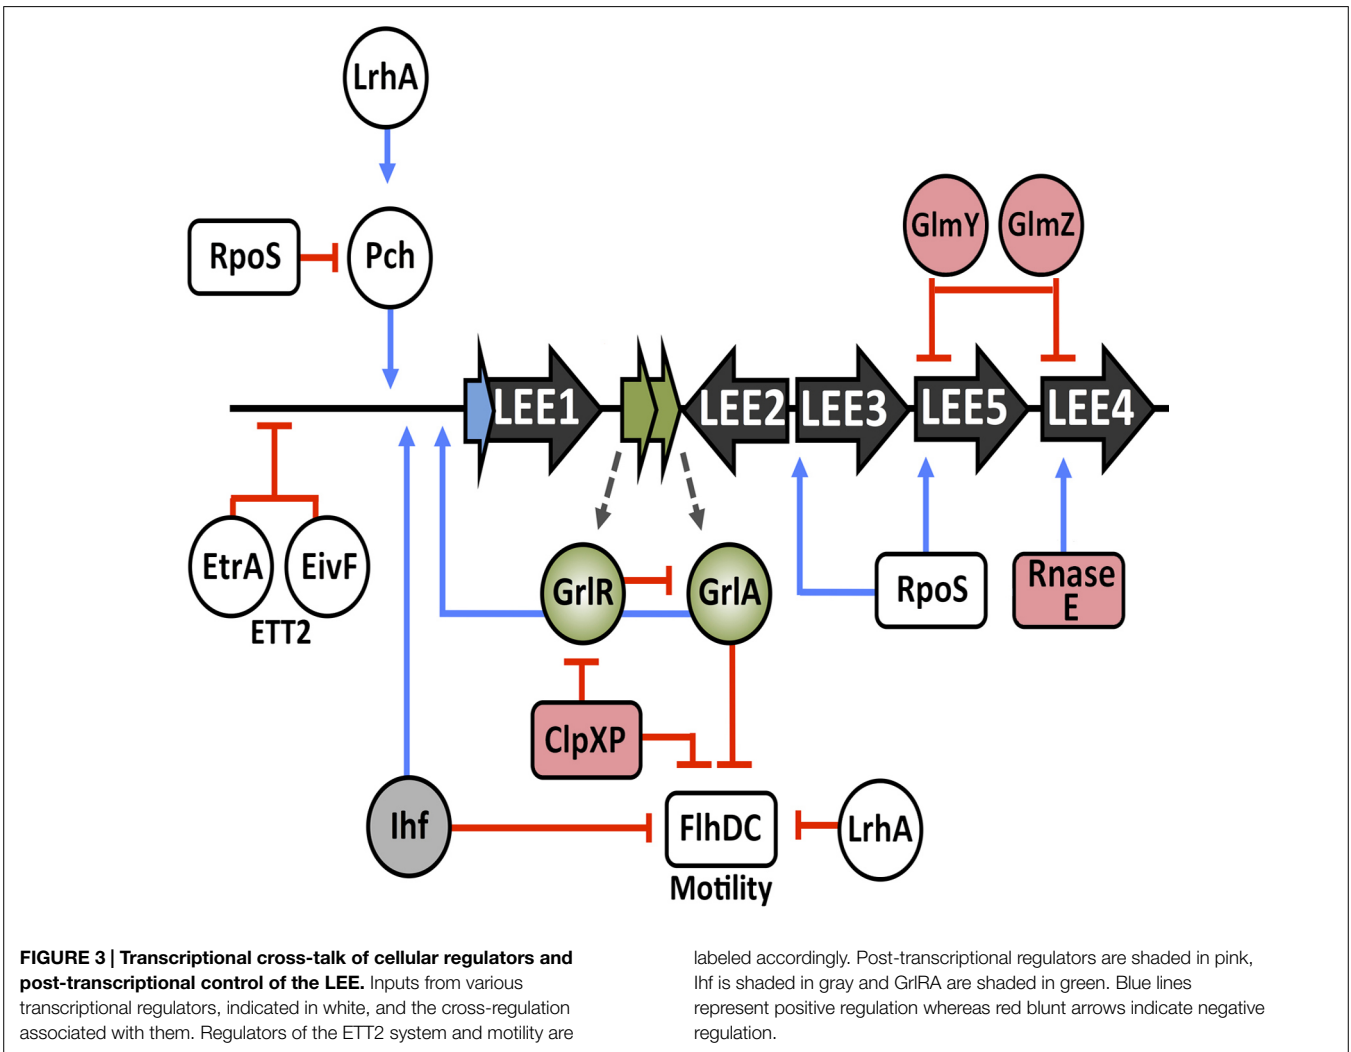 LrhA
RpoS
Pch
GlmY
GlmZ
LEE1
LEE2
LEE3
LEE5
LEE4
EtrA
EivF
ETT2
GrlR
GrlA
RpoS
Rnase
E
ClpXP
Ihf
FlhDC
LrhA
Motility
FIGURE 3 | Transcriptional cross-talk of cellular regulators and
post-transcriptional control of the LEE. Inputs from various
transcriptional regulators, indicated in white, and the cross-regulation
associated with them. Regulators of the ETT2 system and motility are
labeled accordingly. Post-transcriptional regulators are shaded in pink,
Ihf is shaded in gray and GrlRA are shaded in green. Blue lines
represent positive regulation whereas red blunt arrows indicate negative
regulation.